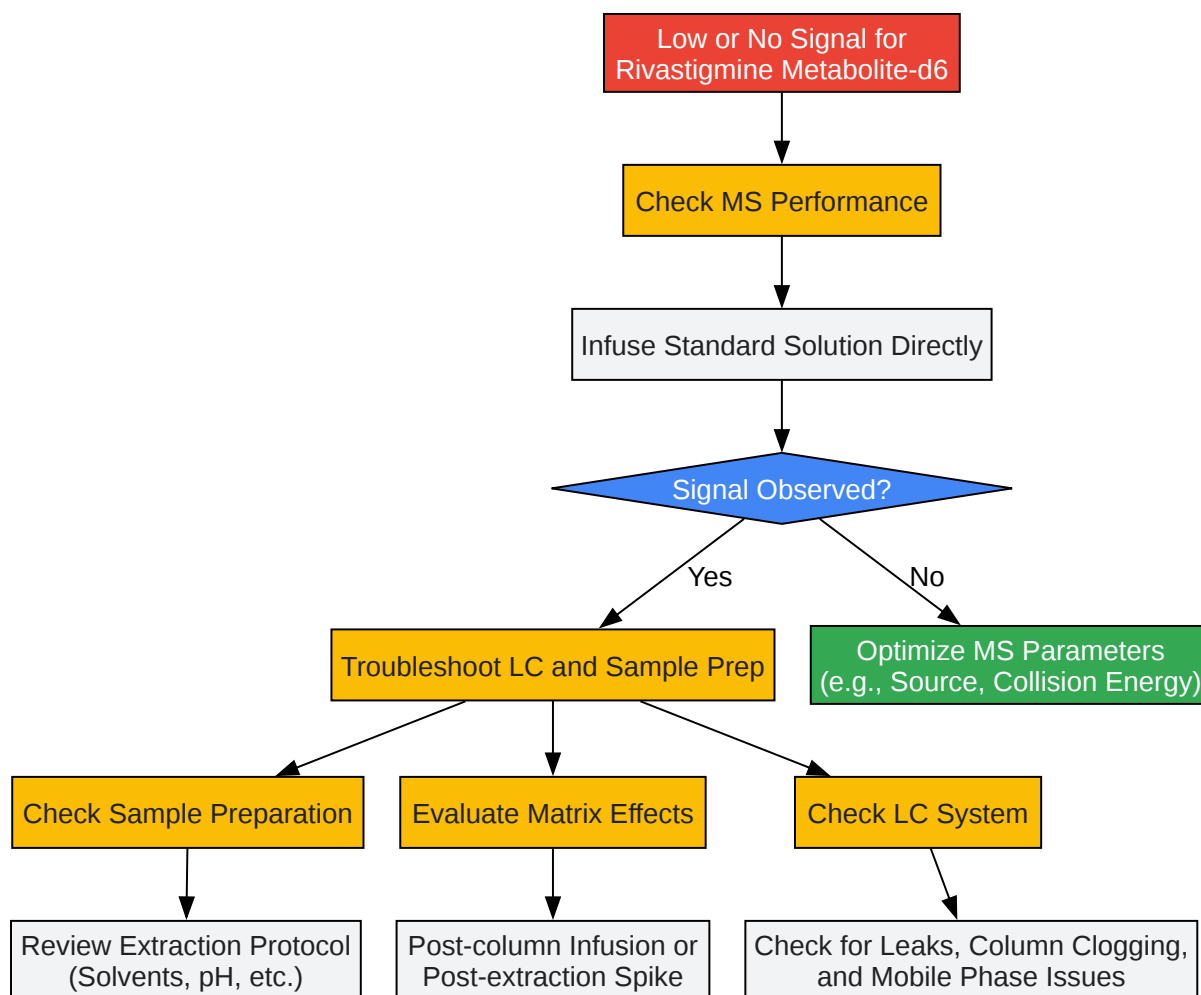 Low or No Signal for
Rivastigmine Metabolite-d6
Check MS Performance
Infuse Standard Solution Directly
Signal Observed?
Yes
No
Troubleshoot LC and Sample Prep
Optimize MS Parameters
(e.g., Source, Collision Energy)
Check Sample Preparation
Evaluate Matrix Effects
Check LC System
Review Extraction Protocol
(Solvents, pH, etc.)
Post-column Infusion or
Post-extraction Spike
Check for Leaks, Column Clogging,
and Mobile Phase Issues